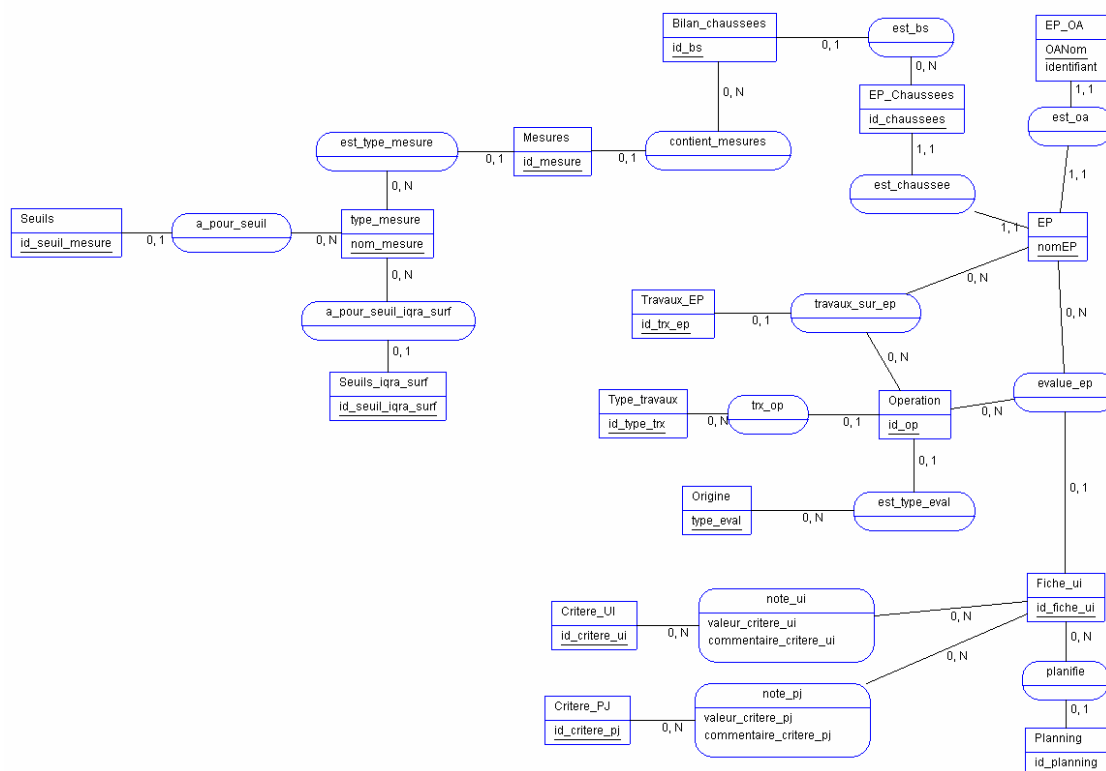 Bilan_chaussees
id_bs
0, 1
est_bs
EP_OA
OANom
identifiant
0, N
0, N
EP_Chaussees
id_chaussees
1, 1
est_oa
est_type_mesure
0, 1
Mesures
id_mesure
0, 1
contient_mesures
1, 1
1, 1
est_chaussee
0, N
Seuils
id_seuil_mesure
0, 1
a_pour_seuil
0, N
type_mesure
nom_mesure
1, 1
EP
nomEP
0, N
0, N
a_pour_seuil_iqra_surf
Travaux_EP
id_trx_ep
0, 1
travaux_sur_ep
0, N
0, 1
0, N
Seuils_iqra_surf
id_seuil_iqra_surf
Type_travaux
id_type_trx
0, N
trx_op
0, 1
Operation
id_op
0, N
evalue_ep
0, 1
0, 1
Origine
type_eval
0, N
est_type_eval
Fiche_ui
id_fiche_ui
Critere_UI
id_critere_ui
0, N
note_ui
valeur_critere_ui
commentaire_critere_ui
0, N
0, N
0, N
planifie
Critere_PJ
id_critere_pj
0, N
note_pj
valeur_critere_pj
commentaire_critere_pj
0, 1
Planning
id_planning